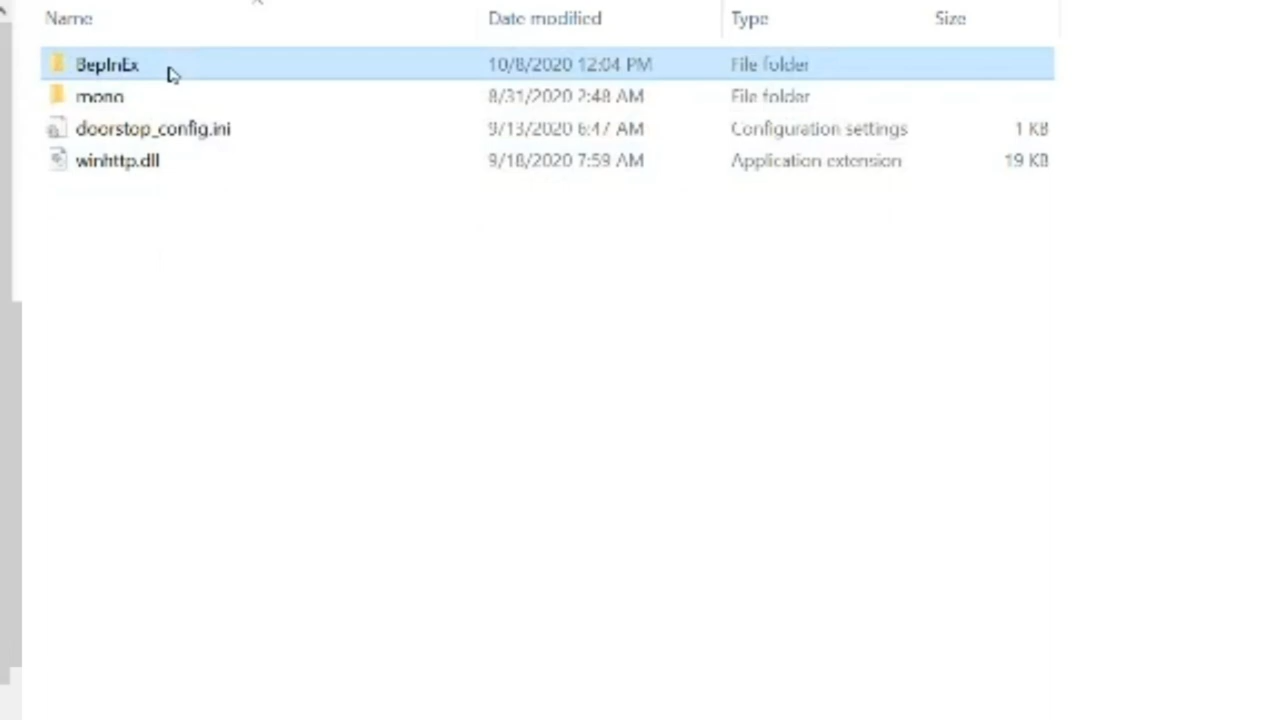 Name Date modified Type Size
BepInEx 10/8/2020 12:04 PM File folder
mono 8/31/2020 2:48 AM File folder
doorstop_config.ini 9/13/2020 6:47 AM Configuration settings 1 KB
winhttp.dll 9/18/2020 7:59 AM Application extension 19 KB